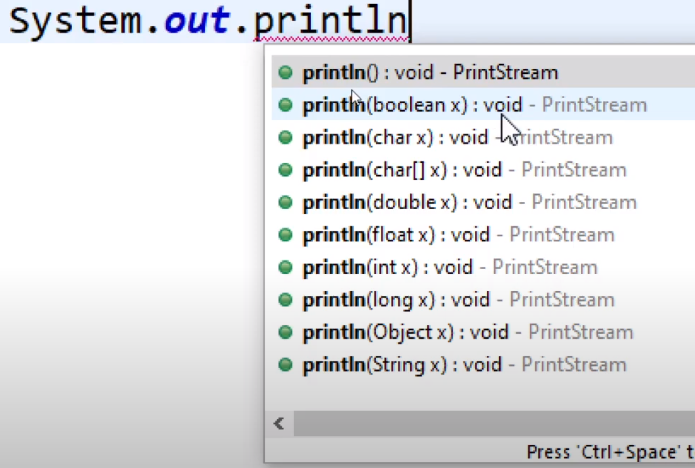 System.out.println
println() : void - PrintStream
println(boolean x) : void - PrintStream
println(char x) : void - PrintStream
println(char[] x) : void - PrintStream
println(double x) : void - PrintStream
println(float x) : void - PrintStream
println(int x) : void - PrintStream
println(long x) : void - PrintStream
println(Object x) : void - PrintStream
println(String x) : void - PrintStream
Press 'Ctrl+Space' t